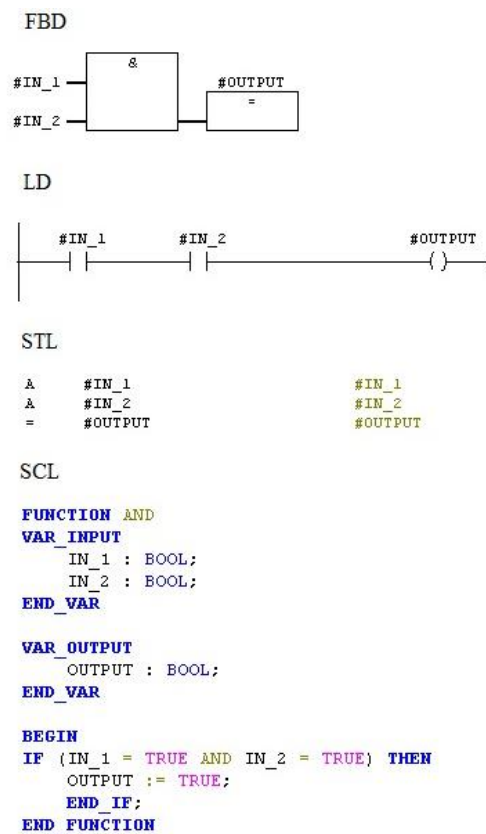 FBD
&
#IN_1 #OUTPUT
=
#IN_2
LD
#IN_1 #IN_2 #OUTPUT
STL
A #IN_1 #IN_1
A #IN_2 #IN_2
= #OUTPUT #OUTPUT
SCL
FUNCTION AND
VAR_INPUT
IN_1 : BOOL;
IN_2 : BOOL;
END_VAR
VAR_OUTPUT
OUTPUT : BOOL;
END_VAR
BEGIN
IF (IN_1 = TRUE AND IN_2 = TRUE) THEN
OUTPUT := TRUE;
END_IF;
END_FUNCTION